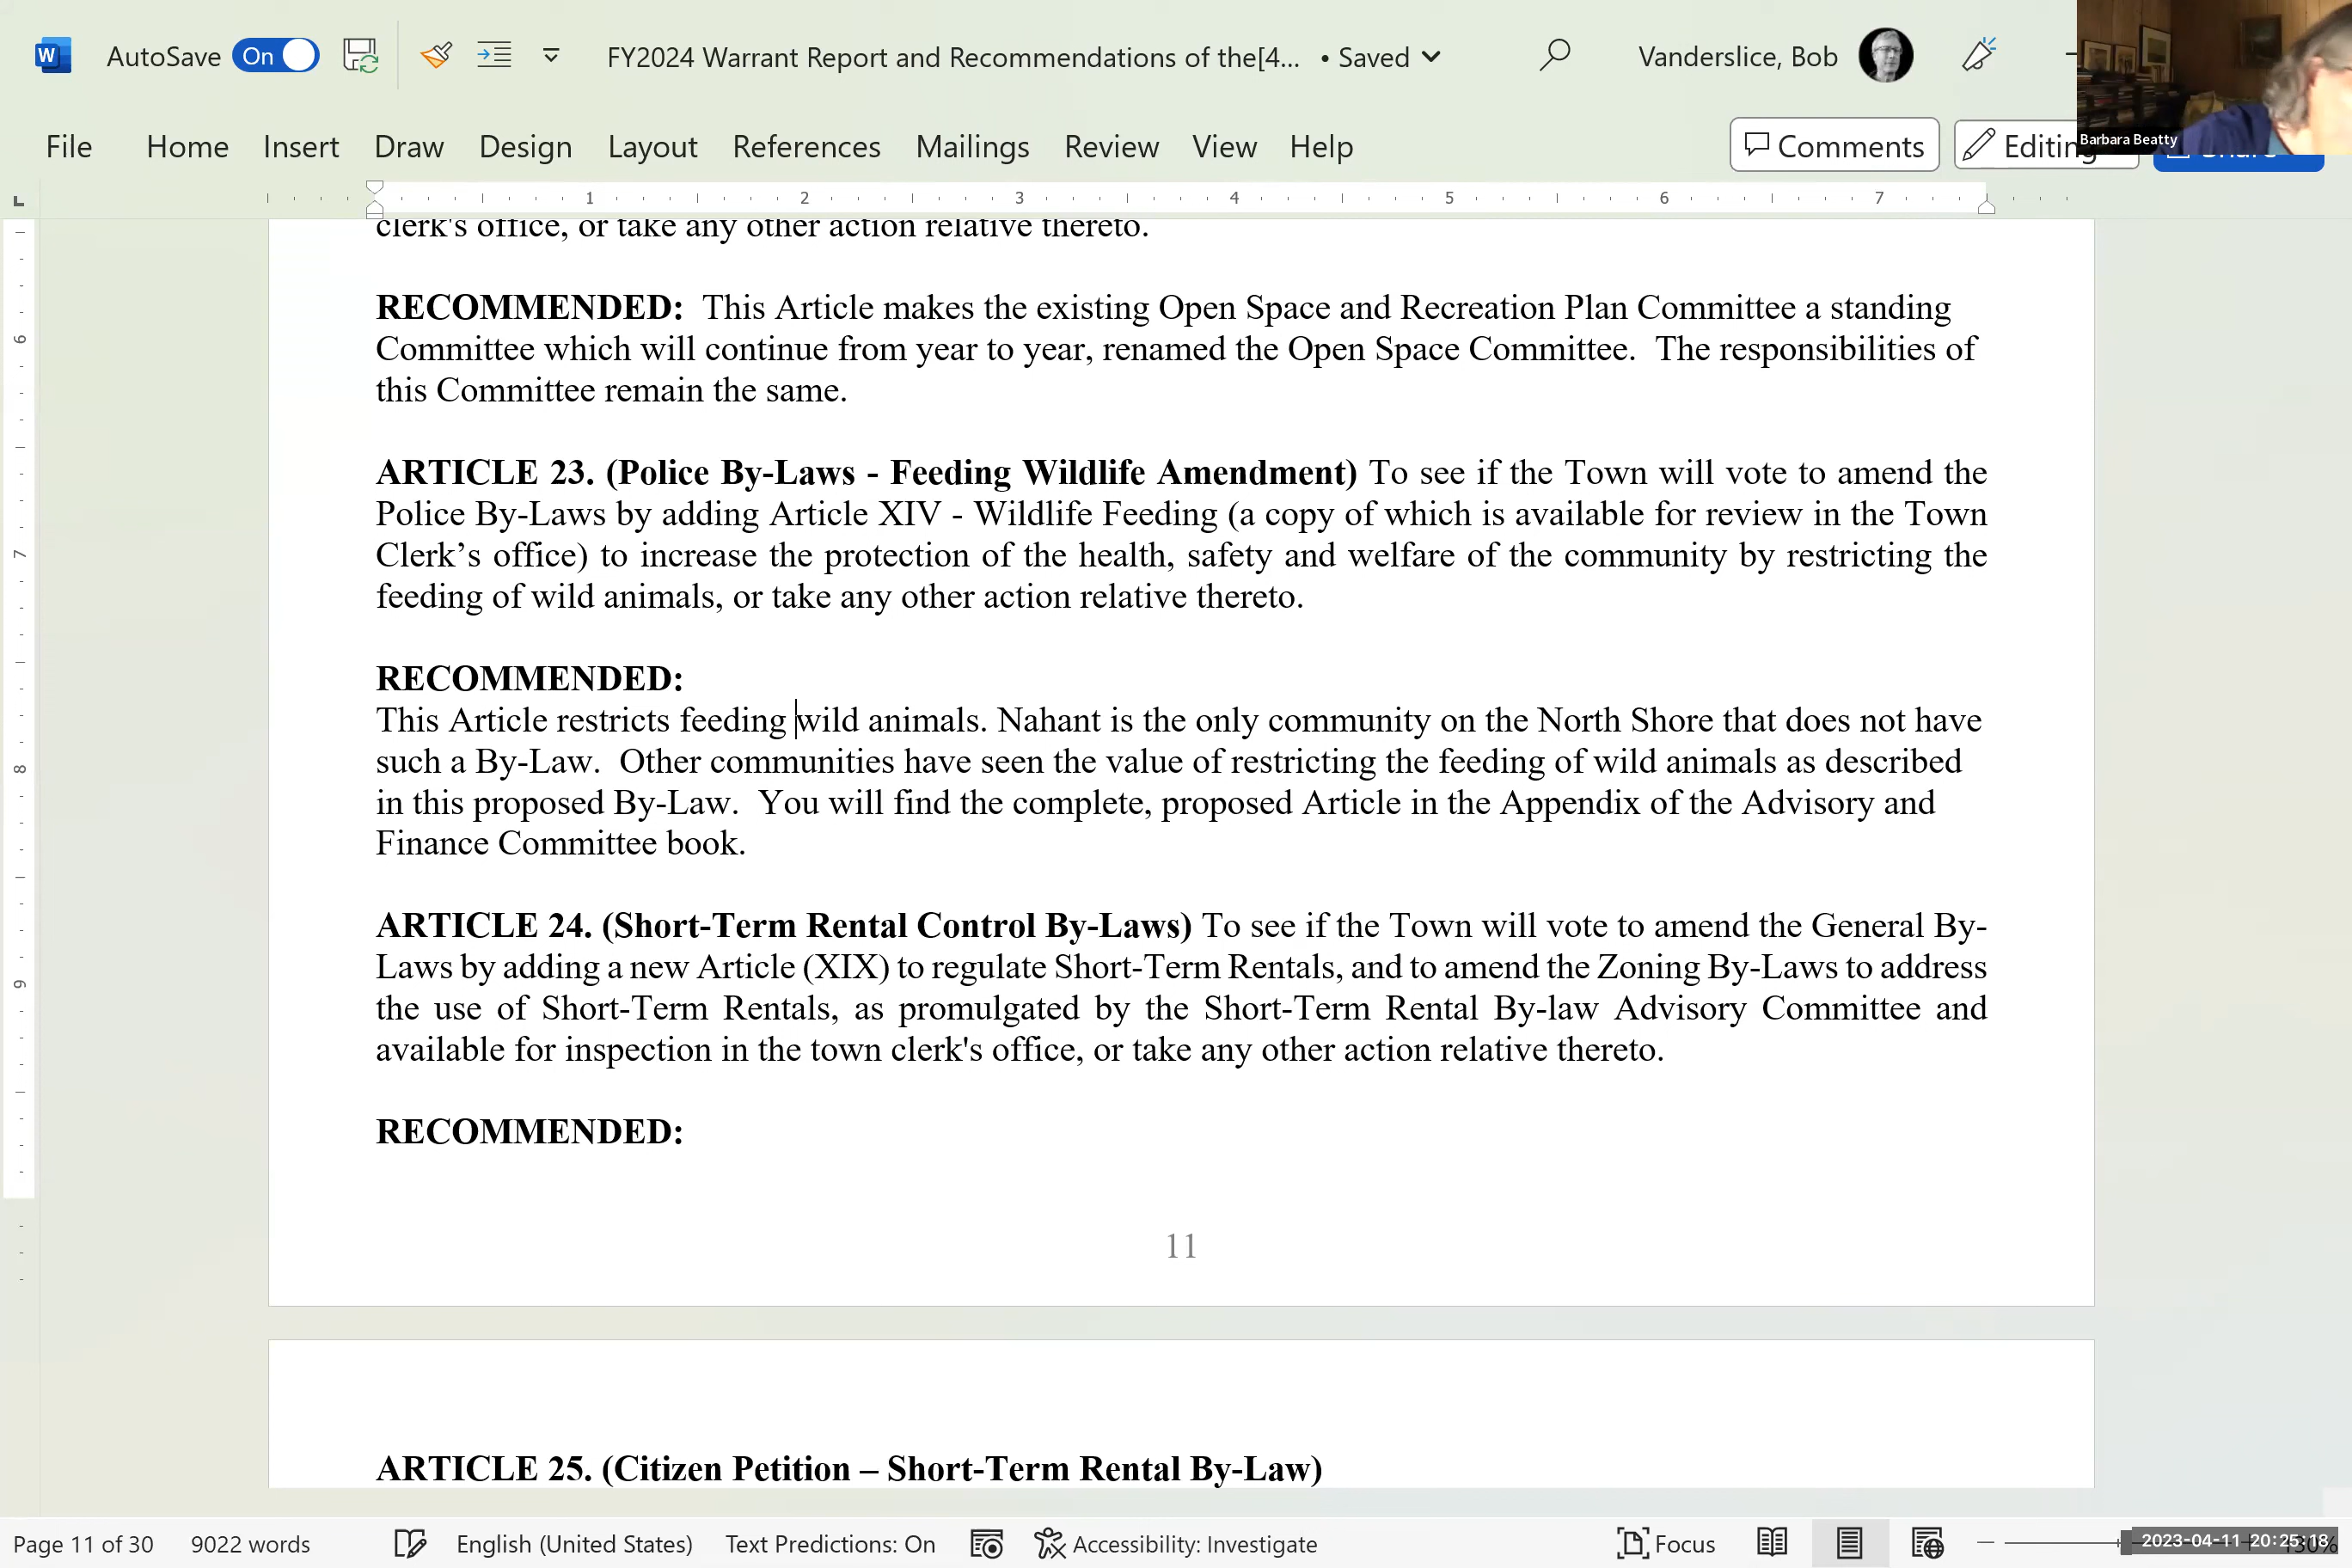 AutoSave On FY2024 Warrant Report and Recommendations of the[4... • Saved Vanderslice, Bob
Barbara Beatty
File Home Insert Draw Design Layout References Mailings Review View Help Comments Editing
1 2 3 4 5 6 7
clerk's office, or take any other action relative thereto.
RECOMMENDED: This Article makes the existing Open Space and Recreation Plan Committee a standing
Committee which will continue from year to year, renamed the Open Space Committee. The responsibilities of
this Committee remain the same.
ARTICLE 23. (Police By-Laws - Feeding Wildlife Amendment) To see if the Town will vote to amend the
Police By-Laws by adding Article XIV - Wildlife Feeding (a copy of which is available for review in the Town
Clerk’s office) to increase the protection of the health, safety and welfare of the community by restricting the
feeding of wild animals, or take any other action relative thereto.
RECOMMENDED:
This Article restricts feeding wild animals. Nahant is the only community on the North Shore that does not have
such a By-Law. Other communities have seen the value of restricting the feeding of wild animals as described
in this proposed By-Law. You will find the complete, proposed Article in the Appendix of the Advisory and
Finance Committee book.
ARTICLE 24. (Short-Term Rental Control By-Laws) To see if the Town will vote to amend the General By-
Laws by adding a new Article (XIX) to regulate Short-Term Rentals, and to amend the Zoning By-Laws to address
the use of Short-Term Rentals, as promulgated by the Short-Term Rental By-law Advisory Committee and
available for inspection in the town clerk's office, or take any other action relative thereto.
RECOMMENDED:
11
ARTICLE 25. (Citizen Petition – Short-Term Rental By-Law)
6
7
8
9
Page 11 of 30 9022 words English (United States) Text Predictions: On Accessibility: Investigate Focus 2023-04-11 20:25:18